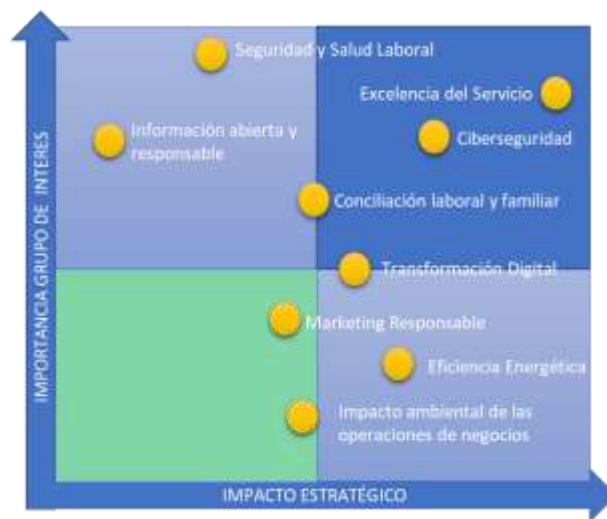 Seguridad y Salud Laboral
Excelencia del Servicio
Información abierta y
responsable
Ciberseguridad
Conciliación laboral y familiar
Transformación Digital
Marketing Responsable
Eficiencia Energética
Impacto ambiental de las
operaciones de negocios
IMPORTANCIA GRUPO DE INTERES
IMPACTO ESTRATÉGICO